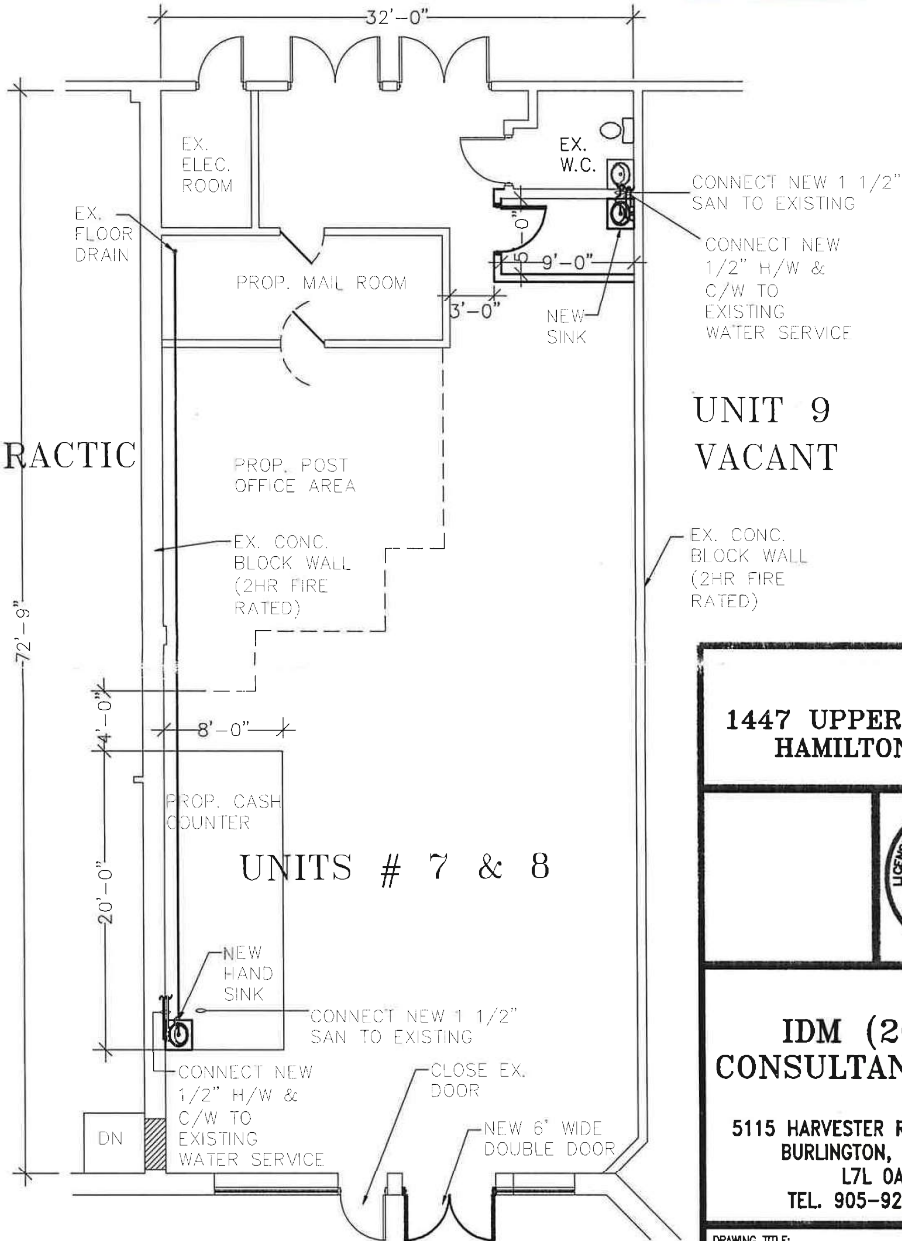 32'-0"
EX.
ELEC.
ROOM
EX.
W.C.
CONNECT NEW 1 1/2"
SAN TO EXISTING
EX.
FLOOR
DRAIN
5'-0"
9'-0"
CONNECT NEW
1/2" H/W &
C/W TO
EXISTING
WATER SERVICE
PROP. MAIL ROOM
3'-0"
NEW
SINK
UNIT 9
VACANT
RACTIC
PROP. POST
OFFICE AREA
EX. CONC.
BLOCK WALL
(2HR FIRE
RATED)
EX. CONC.
BLOCK WALL
(2HR FIRE
RATED)
72'-9"
4'-0"
8'-0"
PROP. CASH
COUNTER
20'-0"
UNITS # 7 & 8
NEW
HAND
SINK
CONNECT NEW 1 1/2"
SAN TO EXISTING
CONNECT NEW
1/2" H/W &
C/W TO
EXISTING
WATER SERVICE
CLOSE EX.
DOOR
NEW 6' WIDE
DOUBLE DOOR
DN
1447 UPPER
HAMILTON
LICENS
IDM (2
CONSULTAN
5115 HARVESTER R
BURLINGTON,
L7L 0A
TEL. 905-92
DRAWING TITLE: